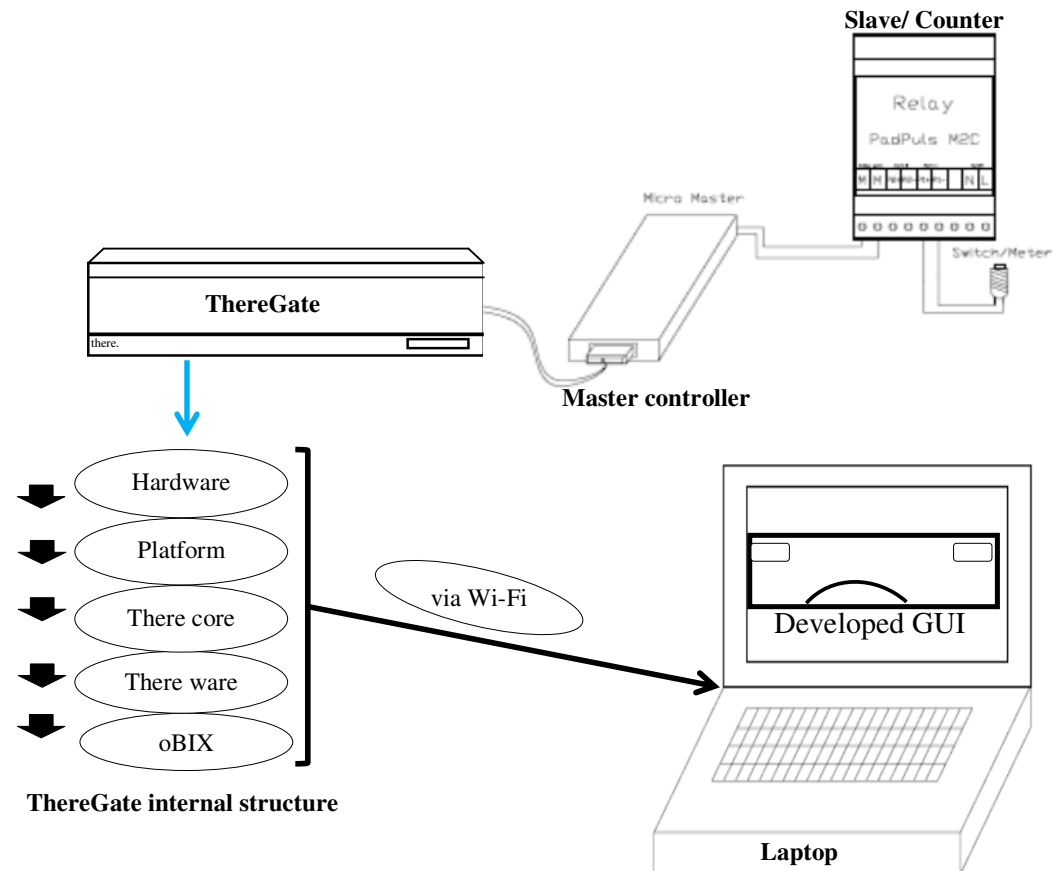 Slave/ Counter
Relay
PadPuls M2C
M M N L
Micro Master
Switch/Meter
ThereGate
there.
Master controller
Hardware
Platform
There core
There ware
oBIX
via Wi-Fi
Developed GUI
ThereGate internal structure
Laptop